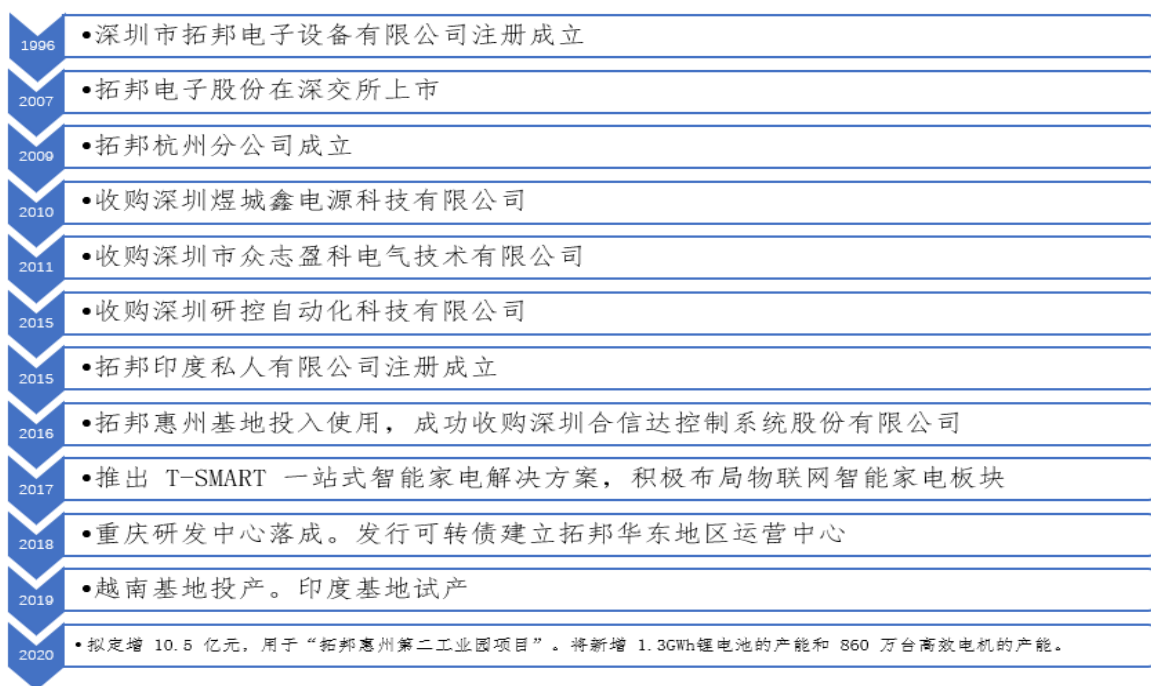 1996
•深圳市拓邦电子设备有限公司注册成立
2007
•拓邦电子股份在深交所上市
2009
•拓邦杭州分公司成立
2010
•收购深圳煜城鑫电源科技有限公司
2011
•收购深圳市众志盈科电气技术有限公司
2015
•收购深圳研控自动化科技有限公司
2015
•拓邦印度私人有限公司注册成立
2016
•拓邦惠州基地投入使用，成功收购深圳合信达控制系统股份有限公司
2017
•推出 T-SMART 一站式智能家电解决方案，积极布局物联网智能家电板块
2018
•重庆研发中心落成。发行可转债建立拓邦华东地区运营中心
2019
•越南基地投产。印度基地试产
2020
•拟定增 10.5 亿元，用于“拓邦惠州第二工业园项目”。将新增 1.3GWh锂电池的产能和 860 万台高效电机的产能。